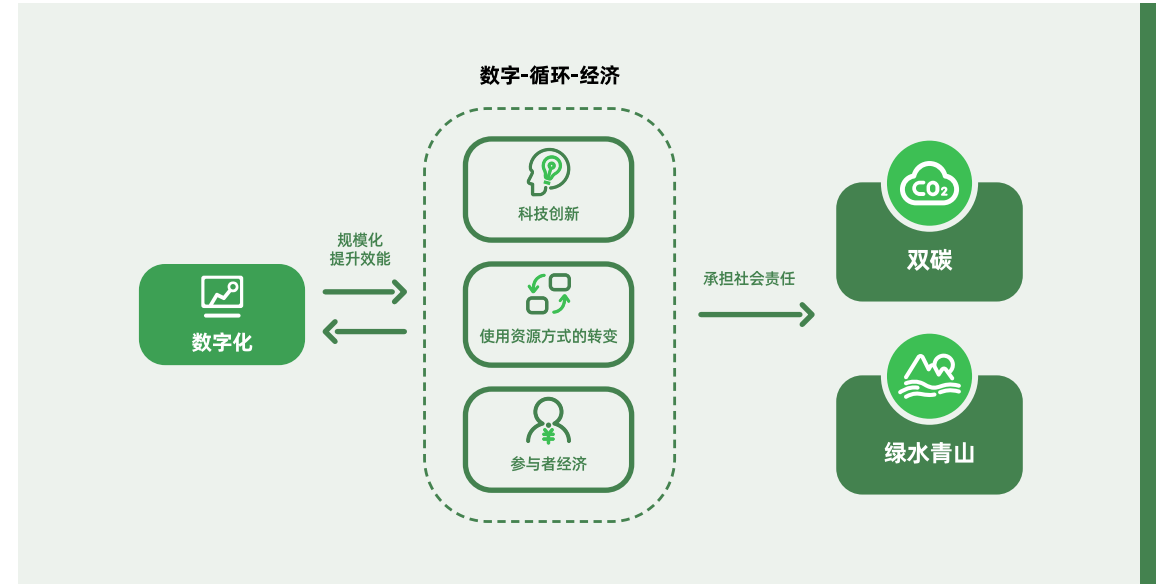 数字-循环-经济
科技创新
规模化
提升效能
数字化
使用资源方式的转变
参与者经济
承担社会责任
CO2
双碳
绿水青山